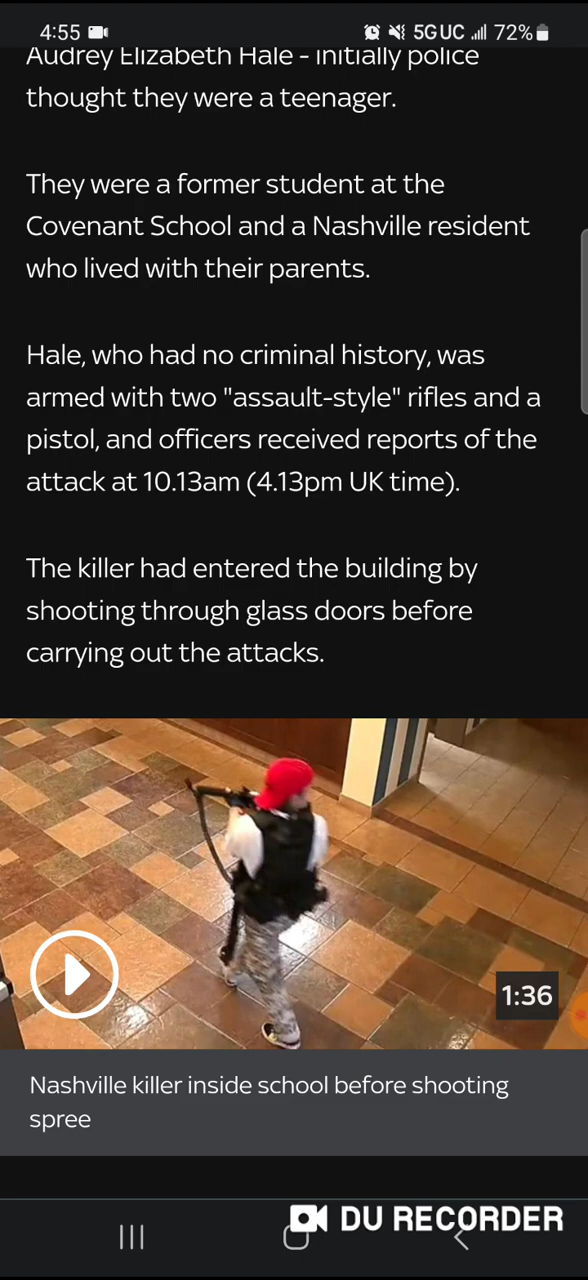 4:55
5GUC 72%
Audrey Elizabeth Hale - initially police
thought they were a teenager.
They were a former student at the
Covenant School and a Nashville resident
who lived with their parents.
Hale, who had no criminal history, was
armed with two "assault-style" rifles and a
pistol, and officers received reports of the
attack at 10.13am (4.13pm UK time).
The killer had entered the building by
shooting through glass doors before
carrying out the attacks.
1:36
Nashville killer inside school before shooting
spree
DU RECORDER